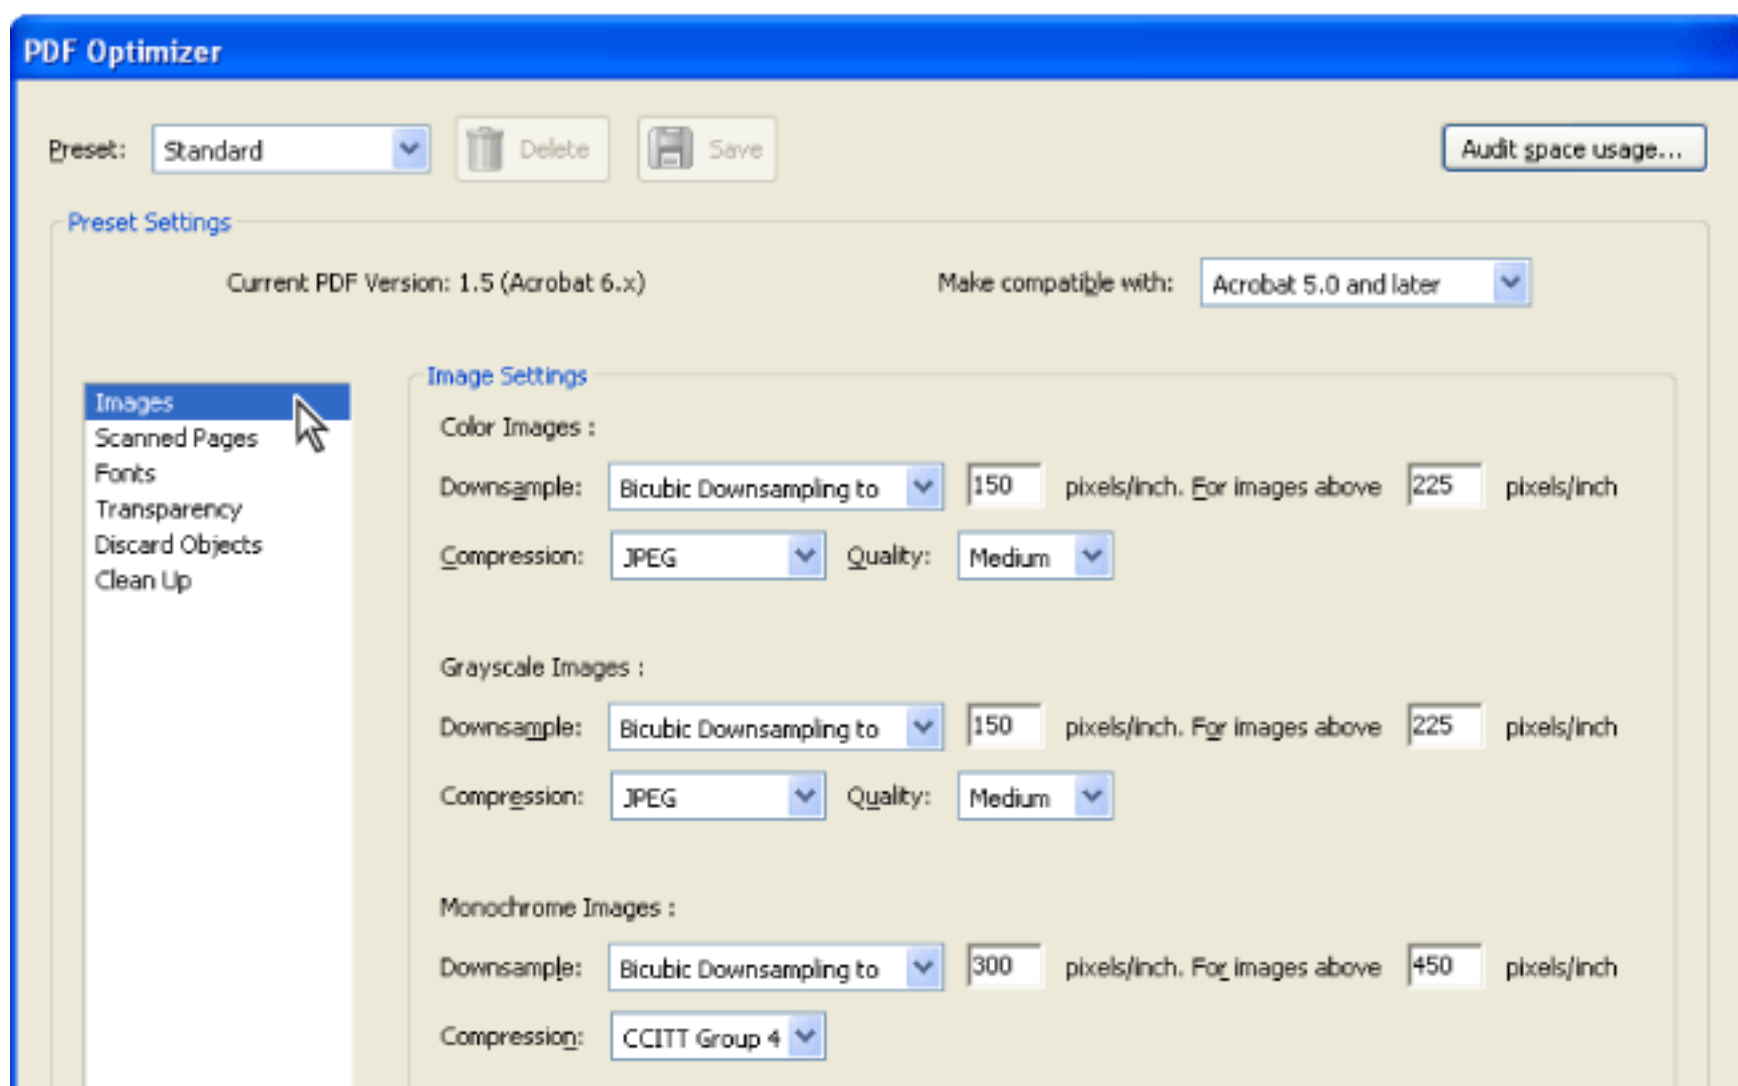 PDF Optimizer
Preset: Standard Delete Save Audit space usage...
Preset Settings
Current PDF Version: 1.5 (Acrobat 6.x) Make compatible with: Acrobat 5.0 and later
Images
Scanned Pages
Fonts
Transparency
Discard Objects
Clean Up
Image Settings
Color Images :
Downsample: Bicubic Downsampling to 150 pixels/inch. For images above 225 pixels/inch
Compression: JPEG Quality: Medium
Grayscale Images :
Downsample: Bicubic Downsampling to 150 pixels/inch. For images above 225 pixels/inch
Compression: JPEG Quality: Medium
Monochrome Images :
Downsample: Bicubic Downsampling to 300 pixels/inch. For images above 450 pixels/inch
Compression: CCITT Group 4